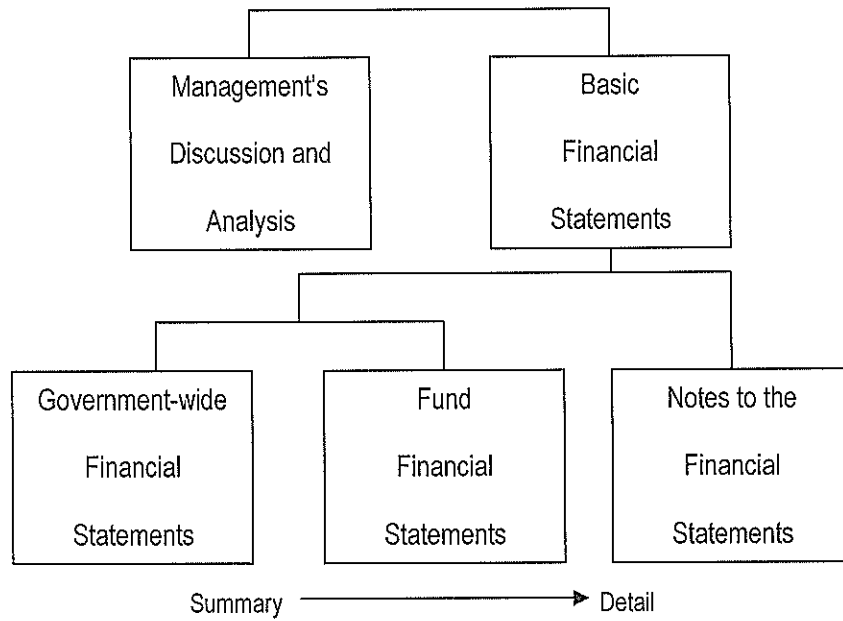 Management's
Discussion and
Analysis
Basic
Financial
Statements
Government-wide
Financial
Statements
Fund
Financial
Statements
Notes to the
Financial
Statements
Summary
Detail